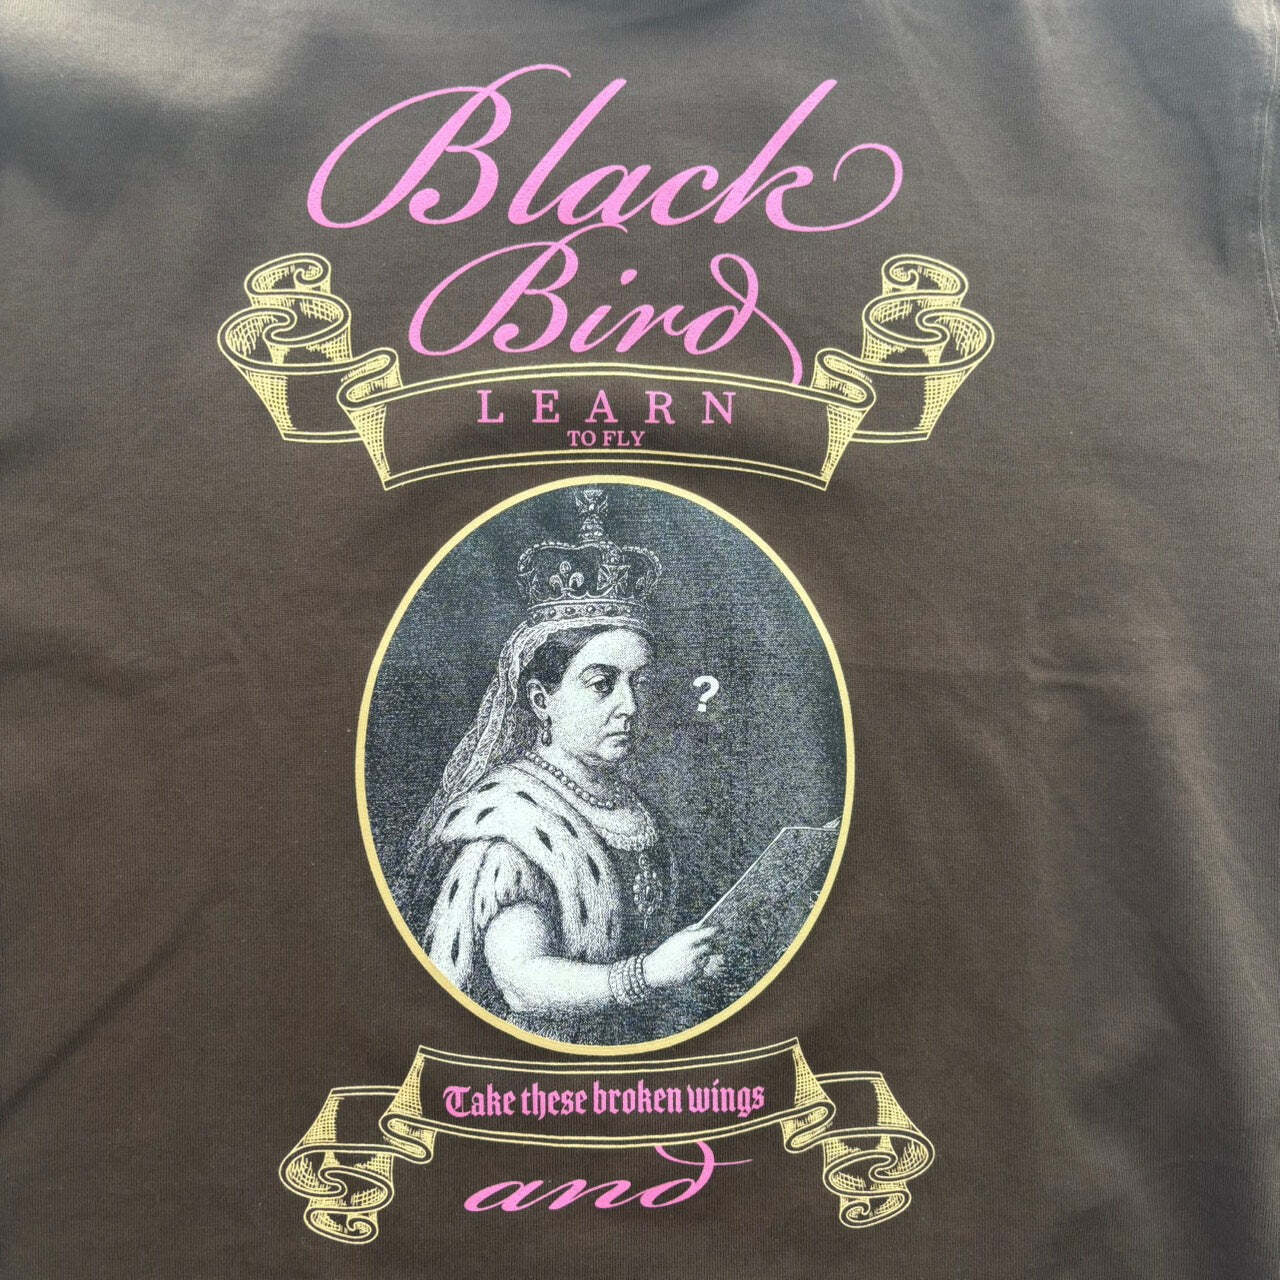 Black
Bird
LEARN
TO FLY
?
Take these broken wings
and